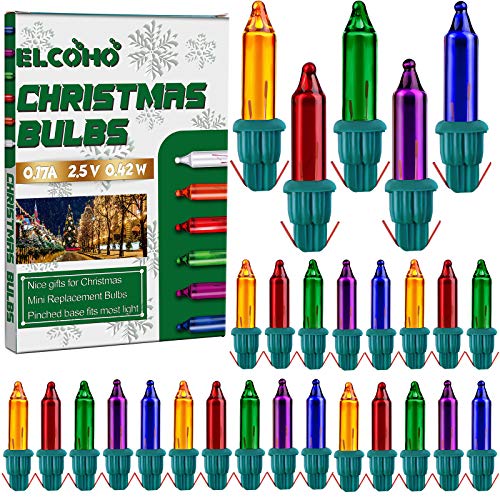 ELCOHO
CHRISTMAS
BULBS
0.17A 2.5V 0.42W
Nice gifts for Christmas
Mini Replacement Bulbs
Pinched base fits most light
CHRISTMAS BULBS